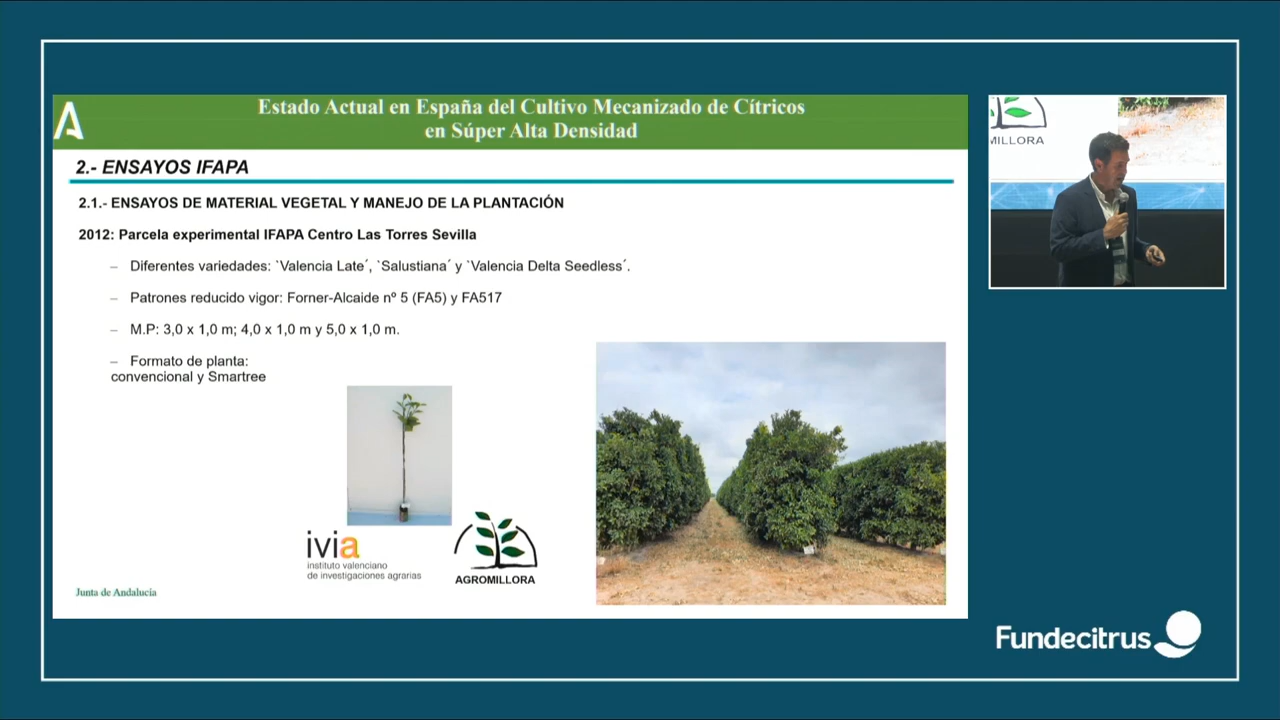 Estado Actual en España del Cultivo Mecanizado de Cítricos
en Súper Alta Densidad
2.- ENSAYOS IFAPA
2.1.- ENSAYOS DE MATERIAL VEGETAL Y MANEJO DE LA PLANTACIÓN
2012: Parcela experimental IFAPA Centro Las Torres Sevilla
– Diferentes variedades: `Valencia Late´, `Salustiana´ y `Valencia Delta Seedless´.
– Patrones reducido vigor: Forner-Alcaide nº 5 (FA5) y FA517
– M.P: 3,0 x 1,0 m; 4,0 x 1,0 m y 5,0 x 1,0 m.
– Formato de planta:
convencional y Smartree
ivia
instituto valenciano
de investigaciones agrarias
AGROMILLORA
Junta de Andalucía
MILLORA
Fundecitrus